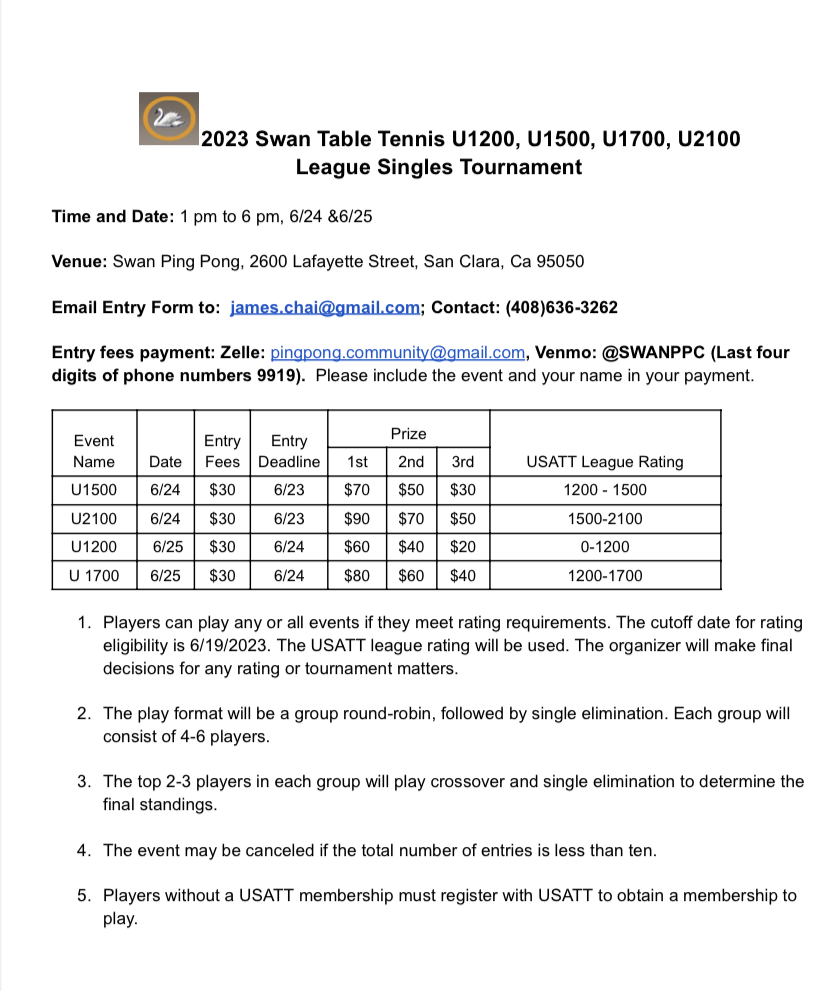 2023 Swan Table Tennis U1200, U1500, U1700, U2100
League Singles Tournament
Time and Date: 1 pm to 6 pm, 6/24 &6/25
Venue: Swan Ping Pong, 2600 Lafayette Street, San Clara, Ca 95050
Email Entry Form to: james.chai@gmail.com; Contact: (408)636-3262
Entry fees payment: Zelle: pingpong.community@gmail.com, Venmo: @SWANPPC (Last four
digits of phone numbers 9919). Please include the event and your name in your payment.
Event Name Date Entry Fees Entry Deadline Prize 1st 2nd 3rd USATT League Rating
U1500 6/24 $30 6/23 $70 $50 $30 1200 - 1500
U2100 6/24 $30 6/23 $90 $70 $50 1500-2100
U1200 6/25 $30 6/24 $60 $40 $20 0-1200
U 1700 6/25 $30 6/24 $80 $60 $40 1200-1700
1. Players can play any or all events if they meet rating requirements. The cutoff date for rating
eligibility is 6/19/2023. The USATT league rating will be used. The organizer will make final
decisions for any rating or tournament matters.
2. The play format will be a group round-robin, followed by single elimination. Each group will
consist of 4-6 players.
3. The top 2-3 players in each group will play crossover and single elimination to determine the
final standings.
4. The event may be canceled if the total number of entries is less than ten.
5. Players without a USATT membership must register with USATT to obtain a membership to
play.